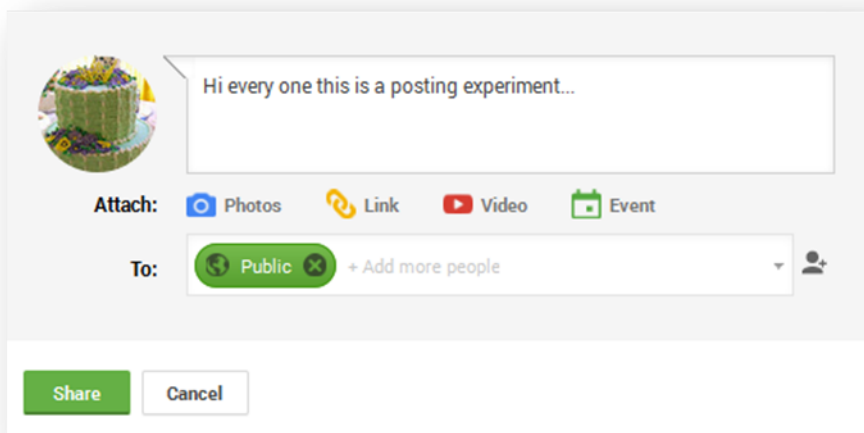 Hi every one this is a posting experiment...
Attach: Photos Link Video Event
To: Public + Add more people
Share Cancel